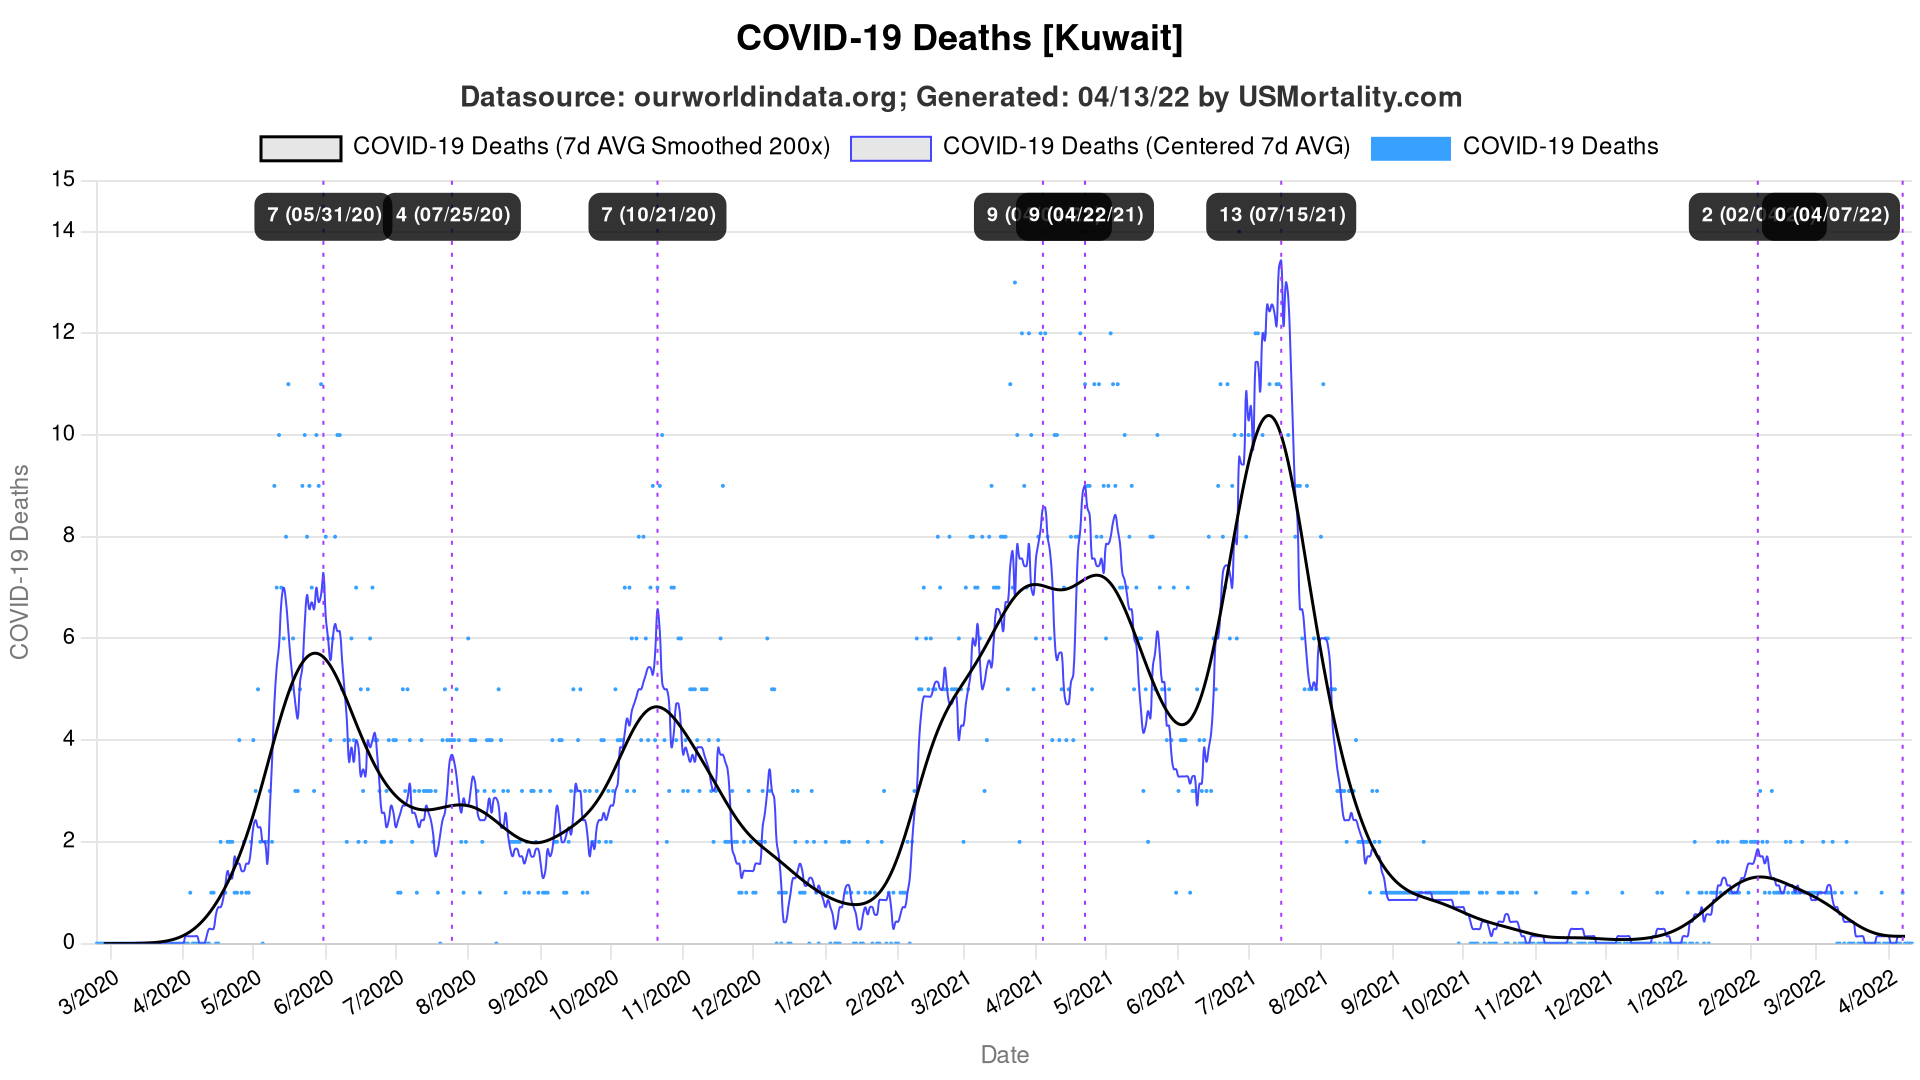 COVID-19 Deaths [Kuwait]
Datasource: ourworldindata.org; Generated: 04/13/22 by USMortality.com
COVID-19 Deaths (7d AVG Smoothed 200x) COVID-19 Deaths (Centered 7d AVG) COVID-19 Deaths
15
7 (05/31/20) 4 (07/25/20) 7 (10/21/20) 9 9 (04/22/21) 13 (07/15/21) 2 0 (04/07/22)
14
12
10
8
6
4
2
0
COVID-19 Deaths
3/2020 4/2020 5/2020 6/2020 7/2020 8/2020 9/2020 10/2020 11/2020 12/2020 1/2021 2/2021 3/2021 4/2021 5/2021 6/2021 7/2021 8/2021 9/2021 10/2021 11/2021 12/2021 1/2022 2/2022 3/2022 4/2022
Date